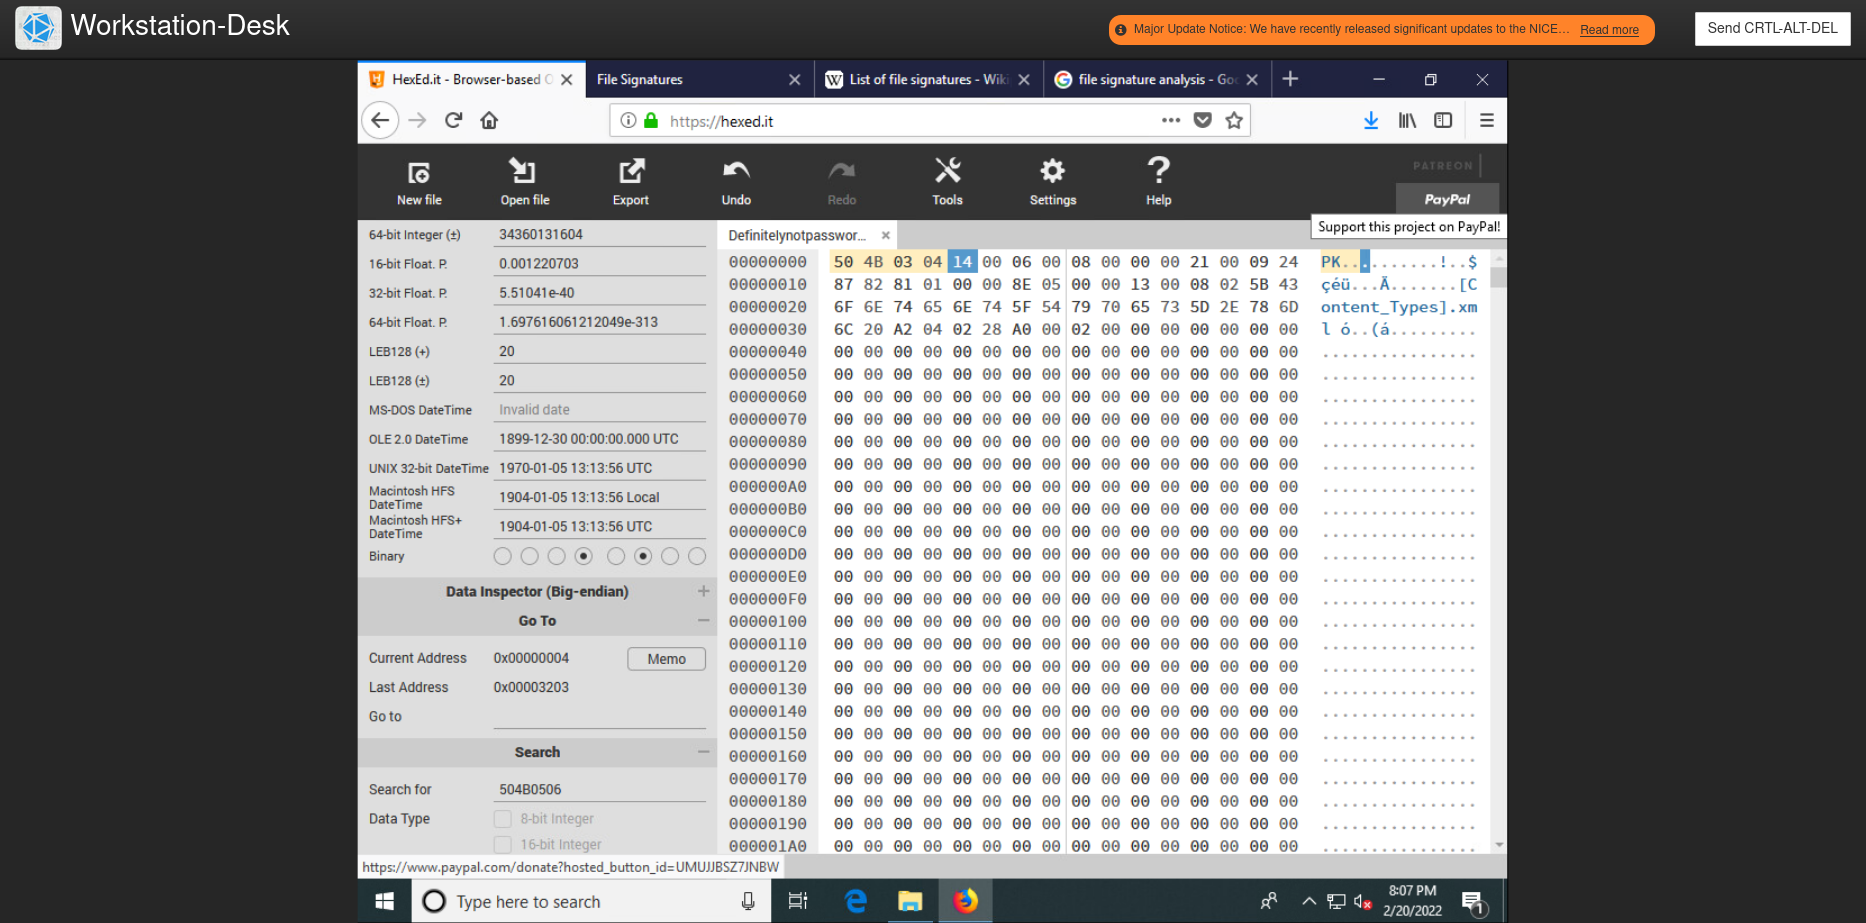 Workstation-Desk
Major Update Notice: We have recently released significant updates to the NICE... Read more
Send CRTL-ALT-DEL
HexEd.it - Browser-based O
File Signatures
List of file signatures - Wiki
file signature analysis - Goo
https://hexed.it
New file
Open file
Export
Undo
Redo
Tools
Settings
Help
PATREON
PayPal
Support this project on PayPal!
64-bit Integer (±) 34360131604
16-bit Float. P. 0.001220703
32-bit Float. P. 5.51041e-40
64-bit Float. P. 1.697616061212049e-313
LEB128 (+) 20
LEB128 (±) 20
MS-DOS DateTime Invalid date
OLE 2.0 DateTime 1899-12-30 00:00:00.000 UTC
UNIX 32-bit DateTime 1970-01-05 13:13:56 UTC
Macintosh HFS DateTime 1904-01-05 13:13:56 Local
Macintosh HFS+ DateTime 1904-01-05 13:13:56 UTC
Binary
Data Inspector (Big-endian)
Go To
Current Address 0x00000004 Memo
Last Address 0x00003203
Go to
Search
Search for 504B0506
Data Type 8-bit Integer
16-bit Integer
Definitelynotpasswor...
00000000 50 4B 03 04 14 00 06 00 08 00 00 00 21 00 09 24 PK..........!..$
00000010 87 82 81 01 00 00 8E 05 00 00 13 00 08 02 5B 43 çéü...Ä.......[C
00000020 6F 6E 74 65 6E 74 5F 54 79 70 65 73 5D 2E 78 6D ontent_Types].xm
00000030 6C 20 A2 04 02 28 A0 00 02 00 00 00 00 00 00 00 l ó..(á.........
00000040 00 00 00 00 00 00 00 00 00 00 00 00 00 00 00 00 ................
00000050 00 00 00 00 00 00 00 00 00 00 00 00 00 00 00 00 ................
00000060 00 00 00 00 00 00 00 00 00 00 00 00 00 00 00 00 ................
00000070 00 00 00 00 00 00 00 00 00 00 00 00 00 00 00 00 ................
00000080 00 00 00 00 00 00 00 00 00 00 00 00 00 00 00 00 ................
00000090 00 00 00 00 00 00 00 00 00 00 00 00 00 00 00 00 ................
000000A0 00 00 00 00 00 00 00 00 00 00 00 00 00 00 00 00 ................
000000B0 00 00 00 00 00 00 00 00 00 00 00 00 00 00 00 00 ................
000000C0 00 00 00 00 00 00 00 00 00 00 00 00 00 00 00 00 ................
000000D0 00 00 00 00 00 00 00 00 00 00 00 00 00 00 00 00 ................
000000E0 00 00 00 00 00 00 00 00 00 00 00 00 00 00 00 00 ................
000000F0 00 00 00 00 00 00 00 00 00 00 00 00 00 00 00 00 ................
00000100 00 00 00 00 00 00 00 00 00 00 00 00 00 00 00 00 ................
00000110 00 00 00 00 00 00 00 00 00 00 00 00 00 00 00 00 ................
00000120 00 00 00 00 00 00 00 00 00 00 00 00 00 00 00 00 ................
00000130 00 00 00 00 00 00 00 00 00 00 00 00 00 00 00 00 ................
00000140 00 00 00 00 00 00 00 00 00 00 00 00 00 00 00 00 ................
00000150 00 00 00 00 00 00 00 00 00 00 00 00 00 00 00 00 ................
00000160 00 00 00 00 00 00 00 00 00 00 00 00 00 00 00 00 ................
00000170 00 00 00 00 00 00 00 00 00 00 00 00 00 00 00 00 ................
00000180 00 00 00 00 00 00 00 00 00 00 00 00 00 00 00 00 ................
00000190 00 00 00 00 00 00 00 00 00 00 00 00 00 00 00 00 ................
000001A0 00 00 00 00 00 00 00 00 00 00 00 00 00 00 00 00 ................
https://www.paypal.com/donate?hosted_button_id=UMUJJBSZ7JNBW
Type here to search
8:07 PM
2/20/2022
1